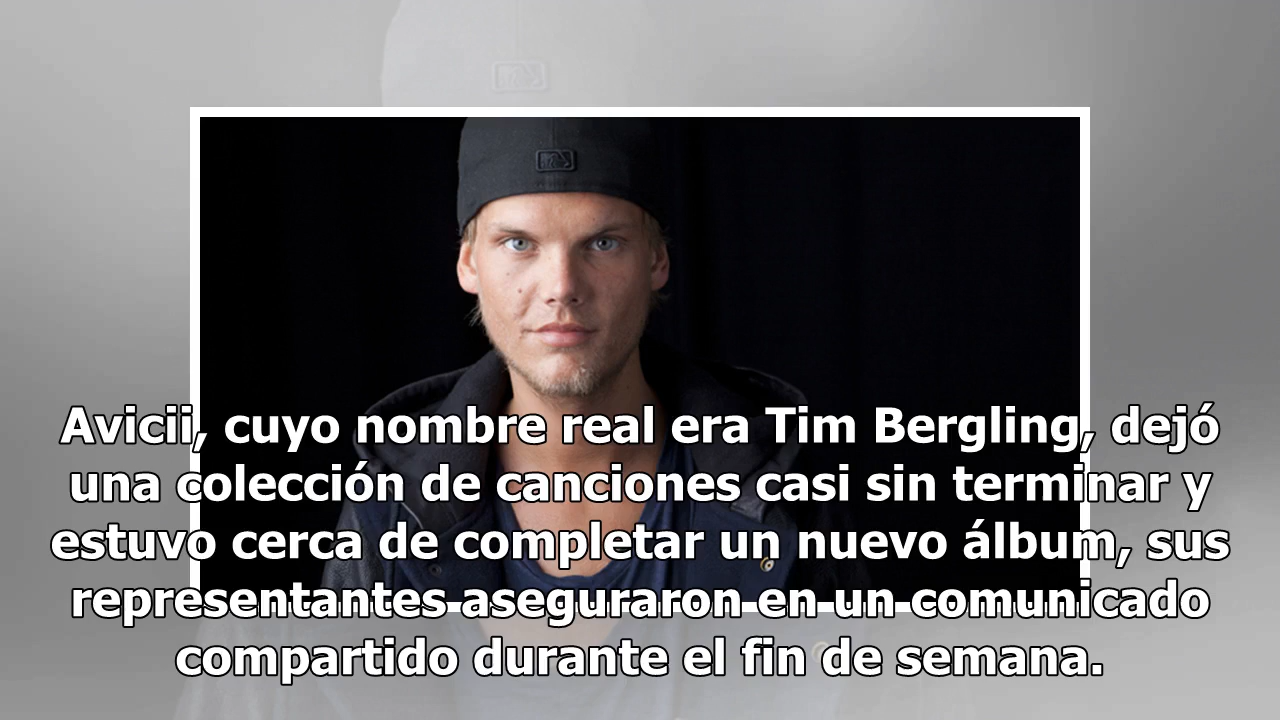 Avicii, cuyo nombre real era Tim Bergling, dejó
una colección de canciones casi sin terminar y
estuvo cerca de completar un nuevo álbum, sus
representantes aseguraron en un comunicado
compartido durante el fin de semana.